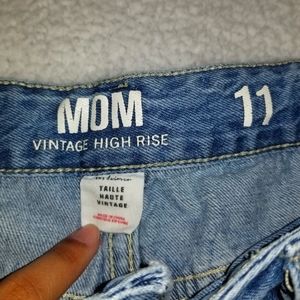 MOM 11
VINTAGE HIGH RISE
TAILLE
HAUTE
VINTAGE